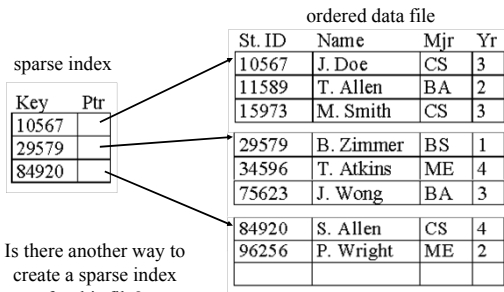 ordered data file
St. ID Name Mjr Yr
10567 J. Doe CS 3
11589 T. Allen BA 2
15973 M. Smith CS 3
29579 B. Zimmer BS 1
34596 T. Atkins ME 4
75623 J. Wong BA 3
84920 S. Allen CS 4
96256 P. Wright ME 2
sparse index
Key Ptr
10567
29579
84920
Is there another way to
create a sparse index